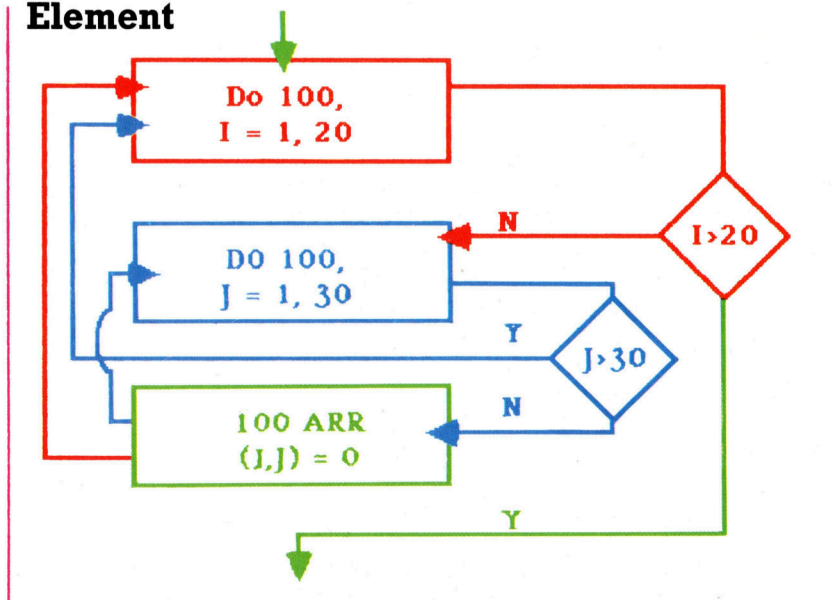 Element
Do 100,
I = 1, 20
I>20
N
DO 100,
J = 1, 30
Y
J>30
N
100 ARR
(I,J) = 0
Y